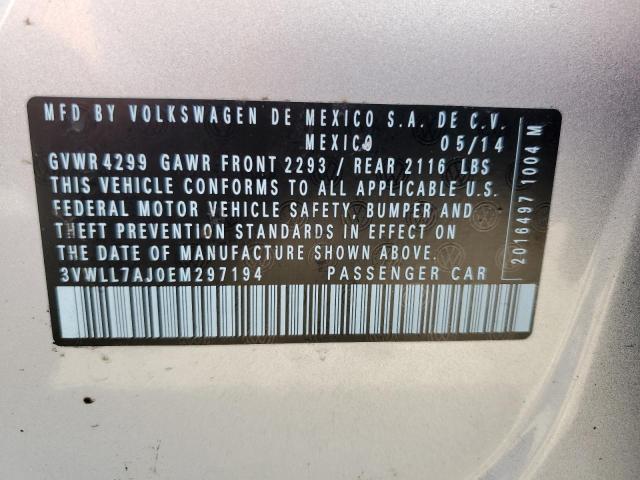 MFD BY VOLKSWAGEN DE MEXICO S.A. DE C.V.
MEXICO 05/14
GVWR4299 GAWR FRONT 2293 / REAR 2116 LBS
THIS VEHICLE CONFORMS TO ALL APPLICABLE U.S.
FEDERAL MOTOR VEHICLE SAFETY, BUMPER AND
THEFT PREVENTION STANDARDS IN EFFECT ON
THE DATE OF MANUFACTURE SHOWN ABOVE.
3VWLL7AJ0EM297194 PASSENGER CAR
2016497 1004 M